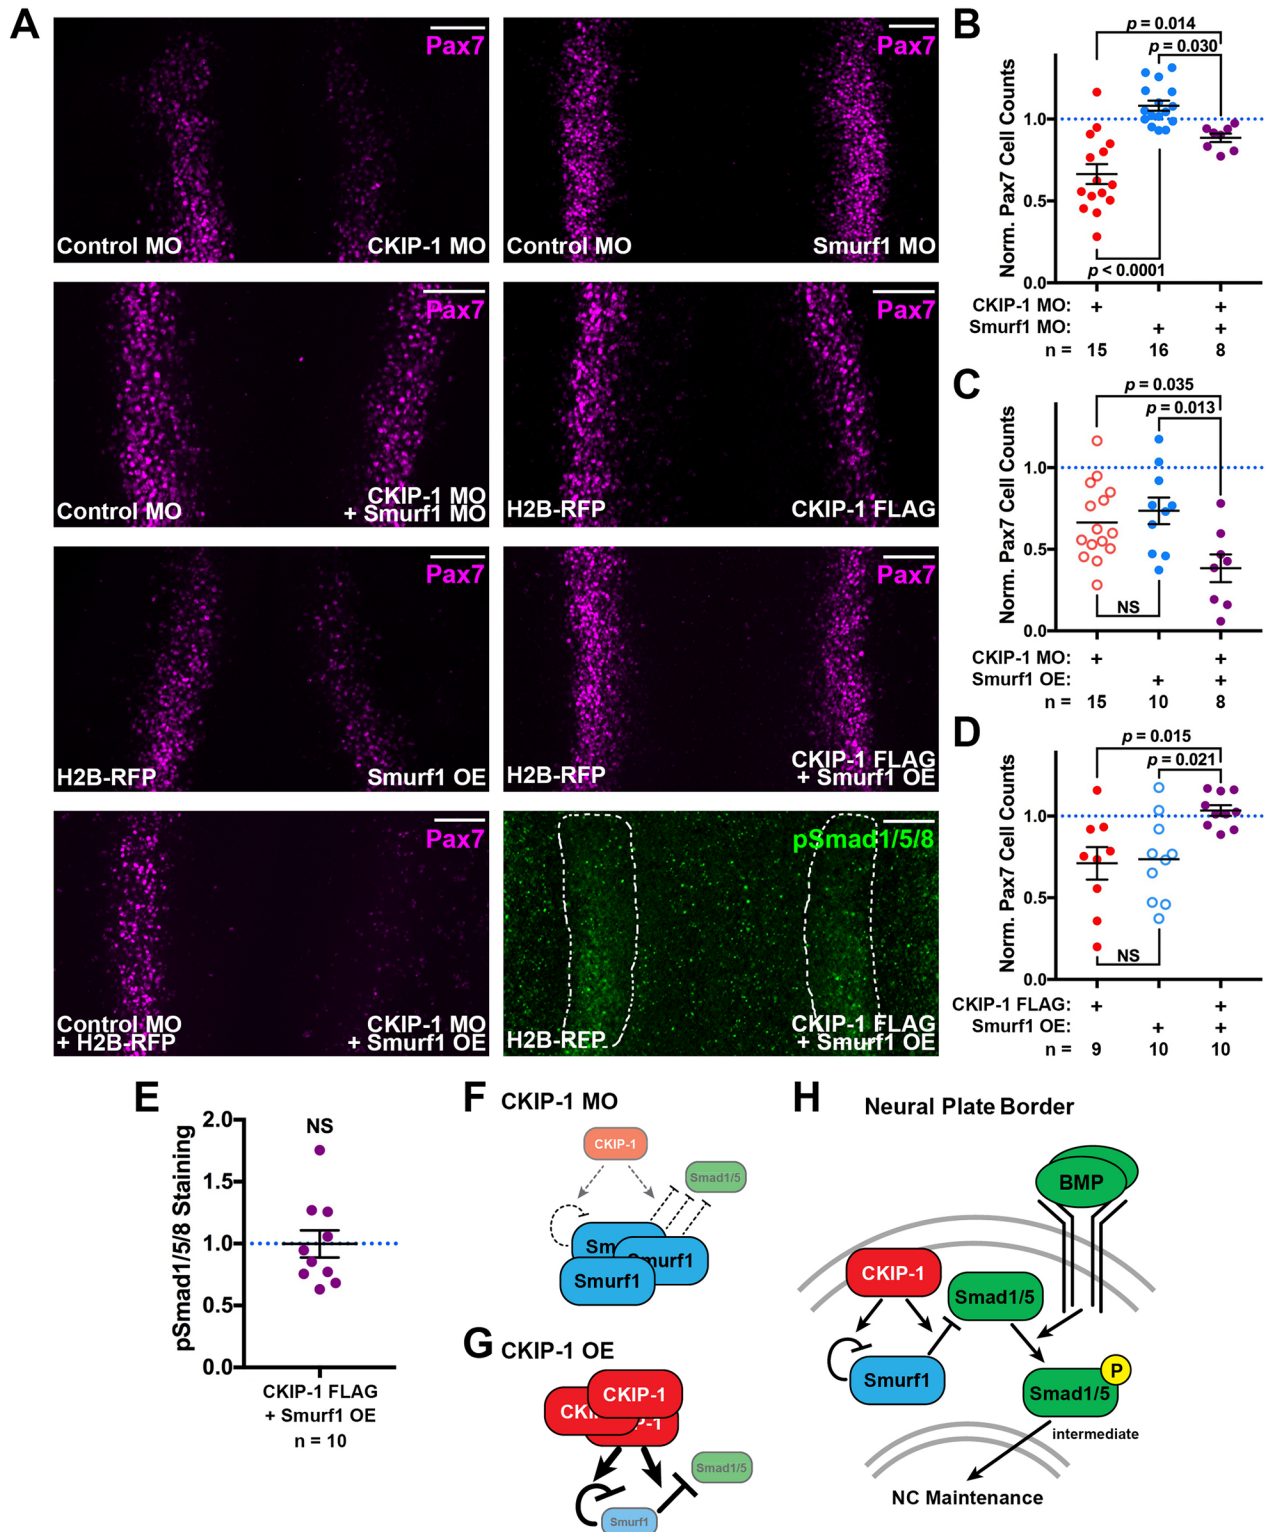 A
Pax7
Control MO
CKIP-1 MO
Pax7
Control MO
Smurf1 MO
Pax7
Control MO
CKIP-1 MO
+ Smurf1 MO
Pax7
H2B-RFP
CKIP-1 FLAG
Pax7
H2B-RFP
Smurf1 OE
Pax7
H2B-RFP
CKIP-1 FLAG
+ Smurf1 OE
Pax7
Control MO
+ H2B-RFP
CKIP-1 MO
+ Smurf1 OE
pSmad1/5/8
H2B-RFP
CKIP-1 FLAG
+ Smurf1 OE
B
p = 0.014
p = 0.030
Norm. Pax7 Cell Counts
1.0
0.5
0.0
p < 0.0001
CKIP-1 MO: + +
Smurf1 MO: + +
n = 15 16 8
C
p = 0.035
p = 0.013
Norm. Pax7 Cell Counts
1.0
0.5
0.0
NS
CKIP-1 MO: + +
Smurf1 OE: + +
n = 15 10 8
D
p = 0.015
p = 0.021
Norm. Pax7 Cell Counts
1.0
0.5
0.0
NS
CKIP-1 FLAG: + +
Smurf1 OE: + +
n = 9 10 10
E
NS
pSmad1/5/8 Staining
2.0
1.5
1.0
0.5
0.0
CKIP-1 FLAG
+ Smurf1 OE
n = 10
F CKIP-1 MO
CKIP-1
Smad1/5
Sm
murf1
Smurf1
G CKIP-1 OE
CKIP-1
CKI
P-1
Smad1/5
Smurf1
H Neural Plate Border
BMP
CKIP-1
Smad1/5
Smurf1
P
Smad1/5
intermediate
NC Maintenance